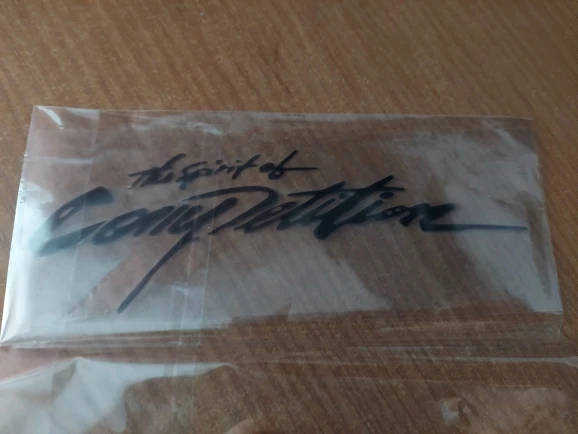 the spirit of
Competition